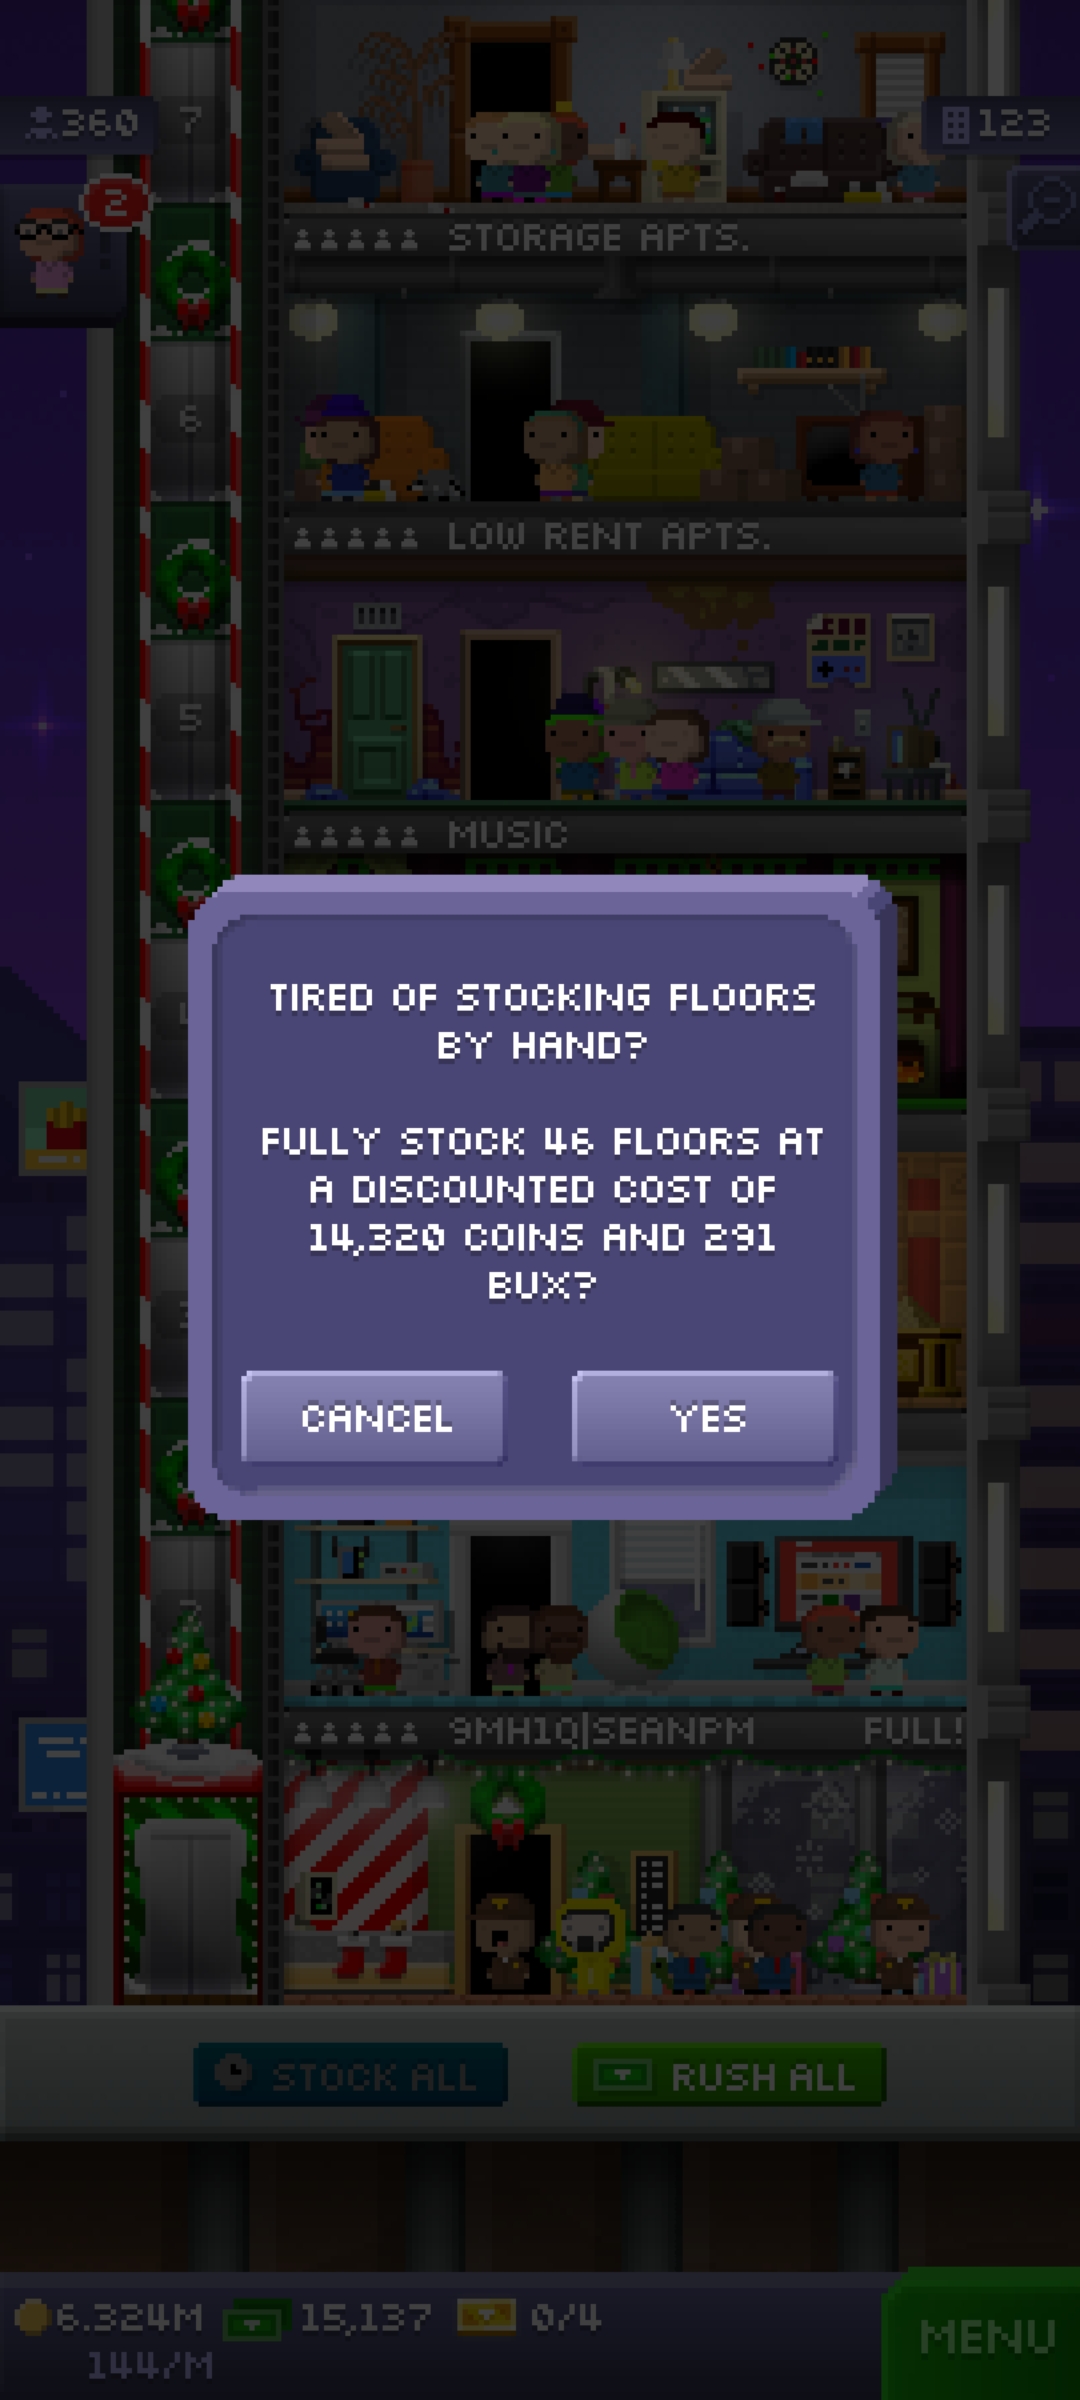 7
360
123
2
STORAGE APTS.
6
LOW RENT APTS.
5
MUSIC
TIRED OF STOCKING FLOORS
BY HAND?
FULLY STOCK 46 FLOORS AT
A DISCOUNTED COST OF
14,320 COINS AND 291
BUX?
CANCEL
YES
9MH1Q|SEANPM
FULL!
STOCK ALL
RUSH ALL
6.324M
15,137
0/4
144/M
MENU